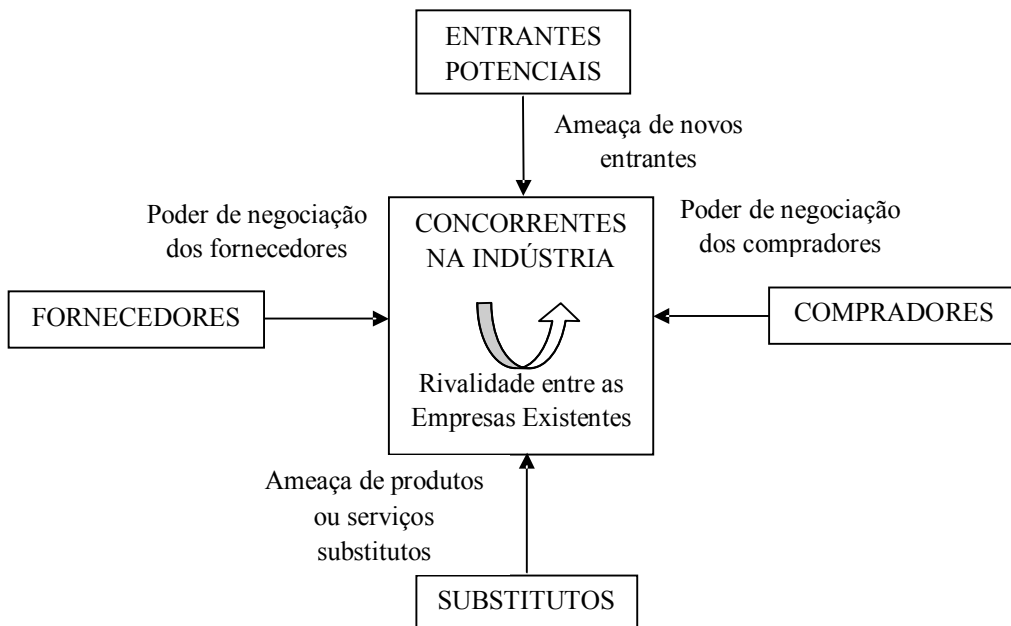 ENTRANTES
POTENCIAIS
Ameaça de novos
entrantes
Poder de negociação
dos fornecedores
CONCORRENTES
NA INDÚSTRIA
Poder de negociação
dos compradores
FORNECEDORES
COMPRADORES
Rivalidade entre as
Empresas Existentes
Ameaça de produtos
ou serviços
substitutos
SUBSTITUTOS